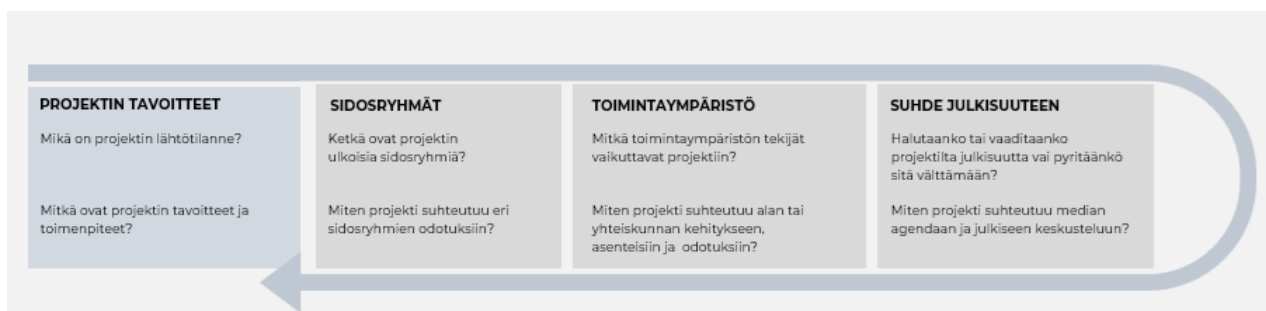 PROJEKTIN TAVOITTEET
Mikä on projektin lähtötilanne?
Mitkä ovat projektin tavoitteet ja
toimenpiteet?
SIDOSRYHMÄT
Ketkä ovat projektin
ulkoisia sidosryhmiä?
Miten projekti suhteutuu eri
sidosryhmien odotuksiin?
TOIMINTAYMPÄRISTÖ
Mitkä toimintaympäristön tekijät
vaikuttavat projektiin?
Miten projekti suhteutuu alan tai
yhteiskunnan kehitykseen,
asenteisiin ja odotuksiin?
SUHDE JULKISUUTEEN
Halutaanko tai vaaditaanko
projektilta julkisuutta vai pyritäänkö
sitä välttämään?
Miten projekti suhteutuu median
agendaan ja julkiseen keskusteluun?